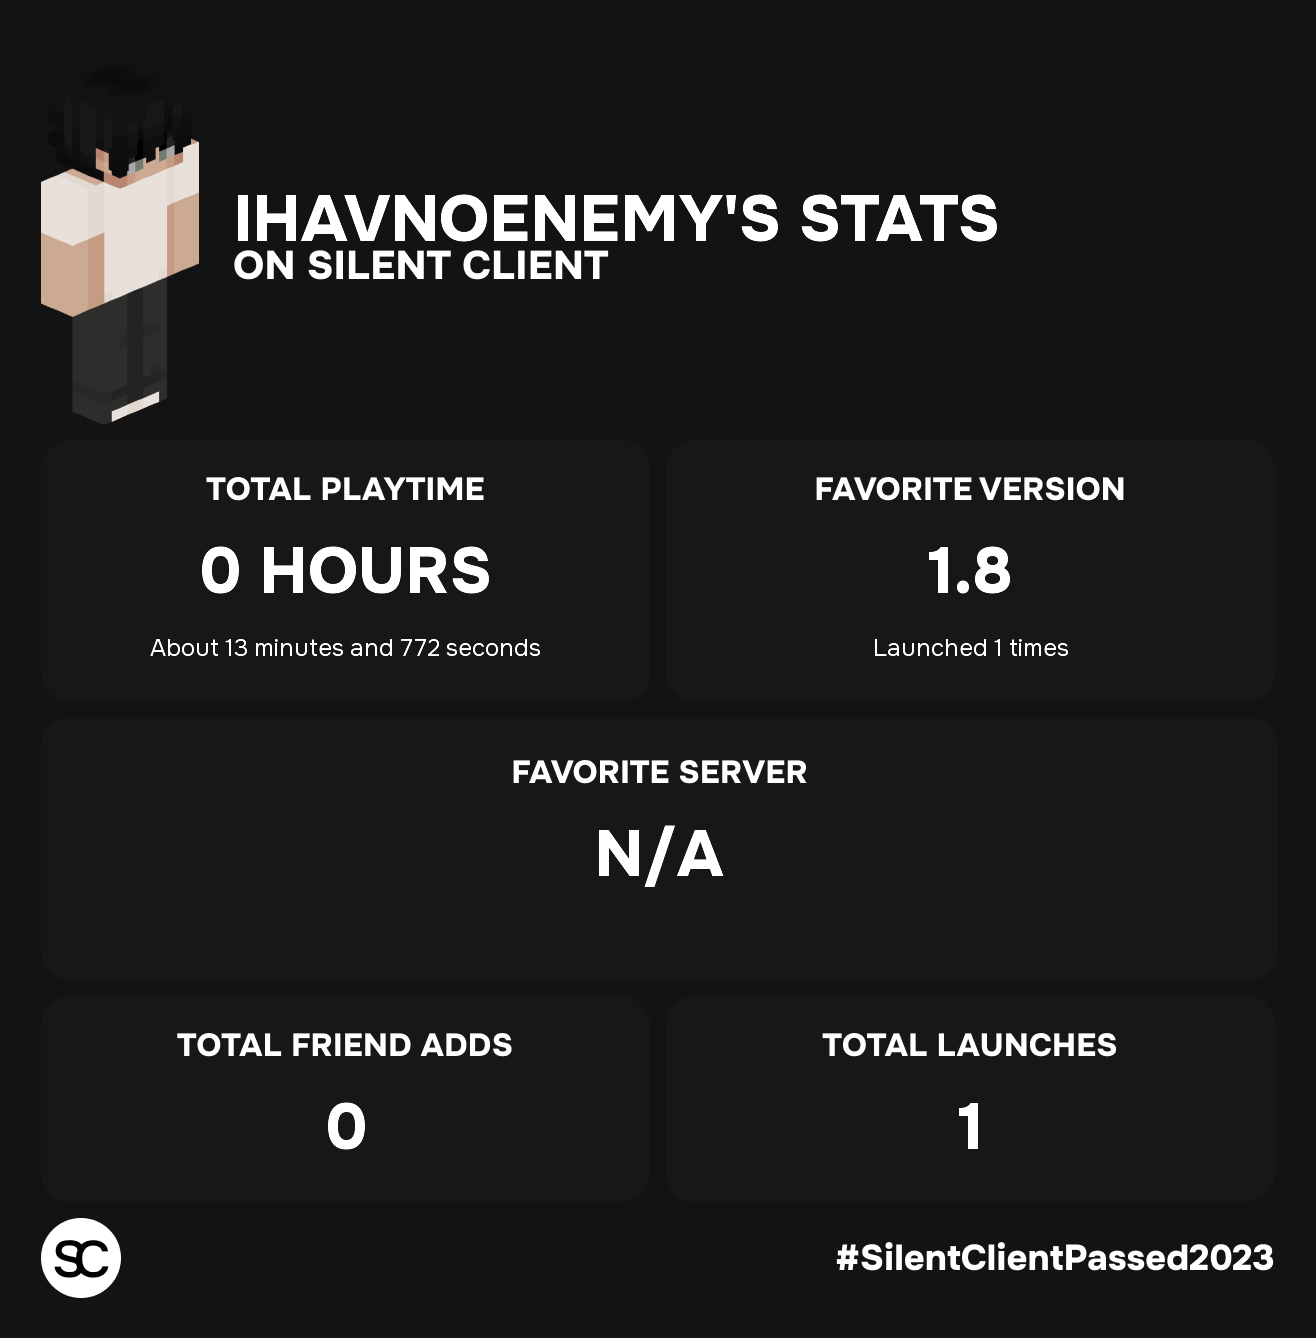 IHAVNOENEMY'S STATS
ON SILENT CLIENT
TOTAL PLAYTIME
0 HOURS
About 13 minutes and 772 seconds
FAVORITE VERSION
1.8
Launched 1 times
FAVORITE SERVER
N/A
TOTAL FRIEND ADDS
0
TOTAL LAUNCHES
1
SC
#SilentClientPassed2023